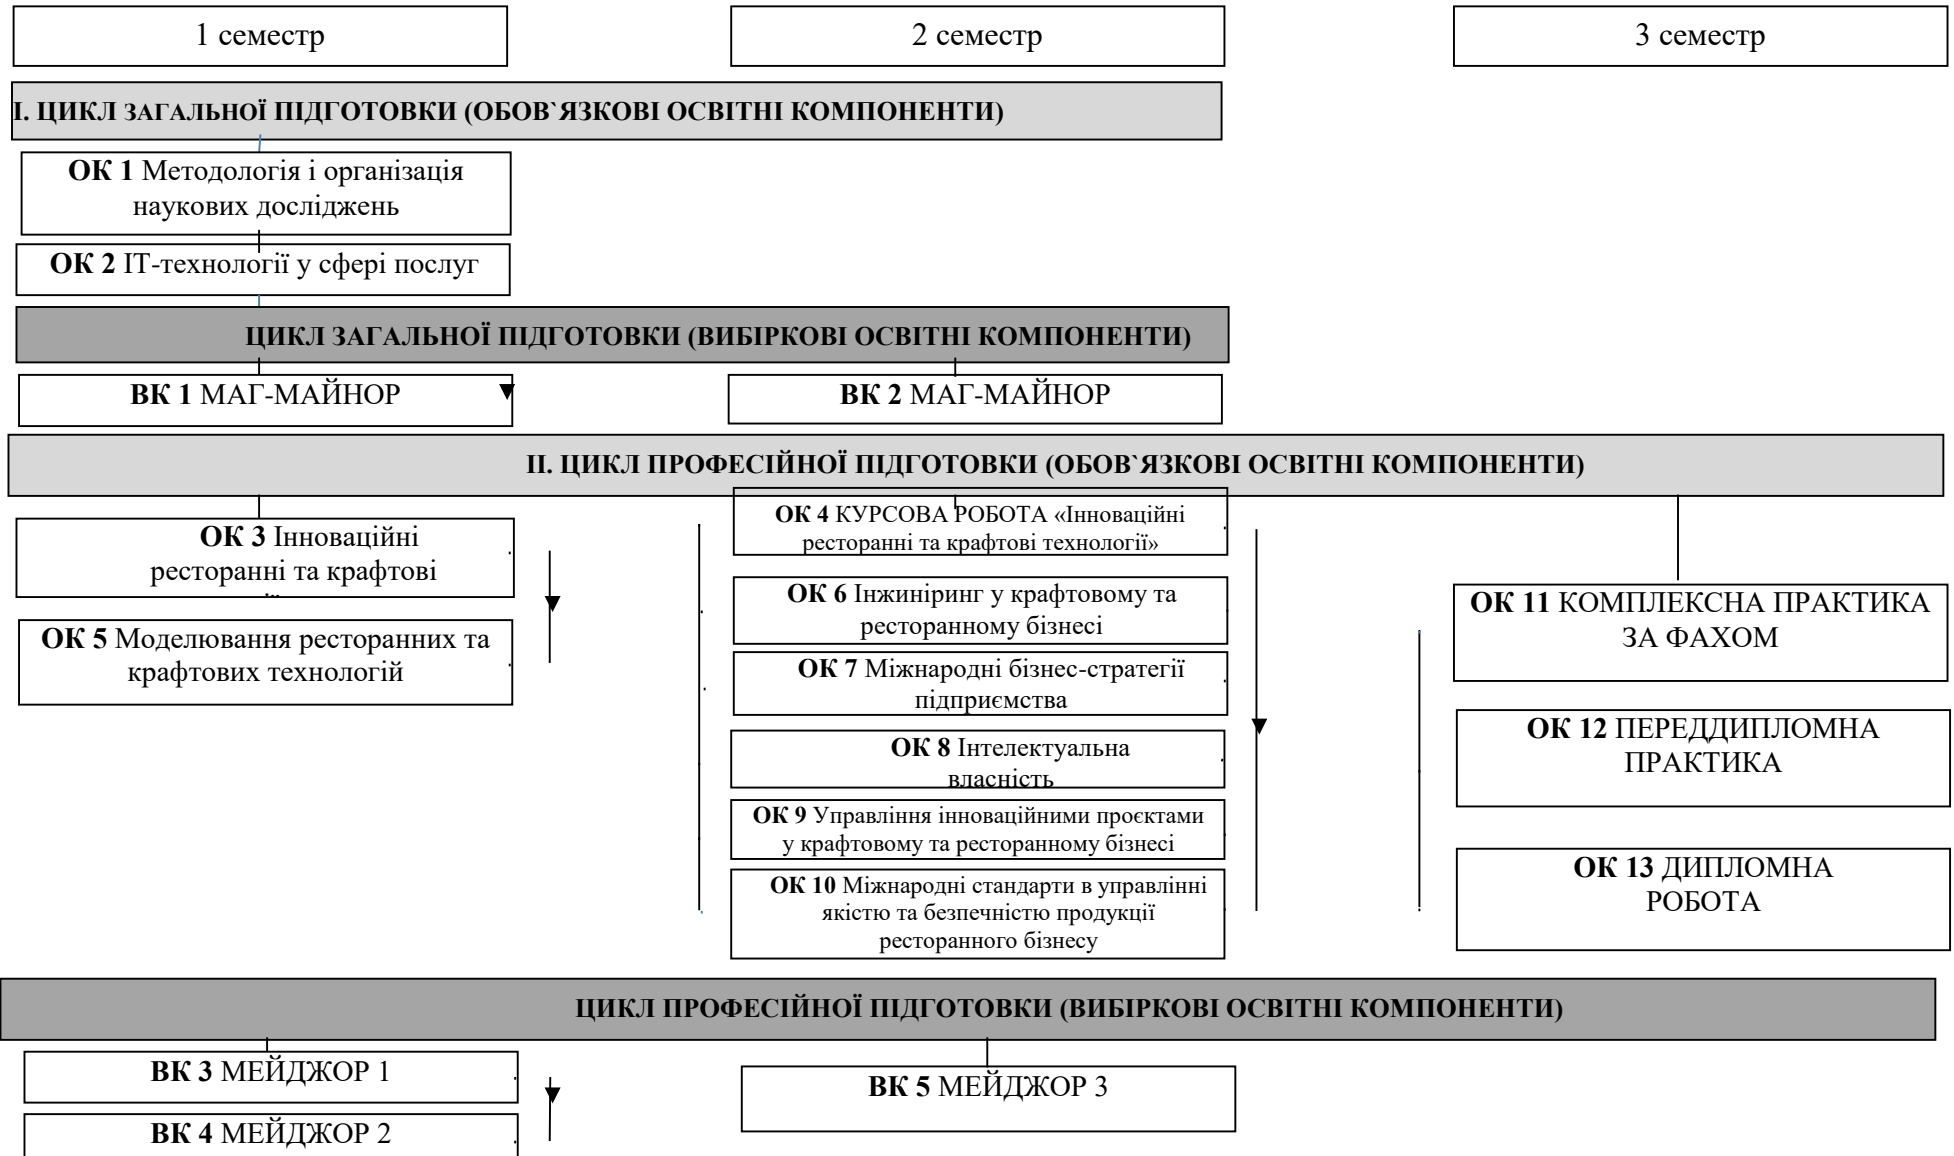 1 семестр
2 семестр
3 семестр
І. ЦИКЛ ЗАГАЛЬНОЇ ПІДГОТОВКИ (ОБОВ`ЯЗКОВІ ОСВІТНІ КОМПОНЕНТИ)
ОК 1 Методологія і організація
наукових досліджень
ОК 2 ІТ-технології у сфері послуг
ЦИКЛ ЗАГАЛЬНОЇ ПІДГОТОВКИ (ВИБІРКОВІ ОСВІТНІ КОМПОНЕНТИ)
ВК 1 МАГ-МАЙНОР
ВК 2 МАГ-МАЙНОР
ІІ. ЦИКЛ ПРОФЕСІЙНОЇ ПІДГОТОВКИ (ОБОВ`ЯЗКОВІ ОСВІТНІ КОМПОНЕНТИ)
ОК 3 Інноваційні
ресторанні та крафтові
ОК 5 Моделювання ресторанних та
крафтових технологій
ОК 4 КУРСОВА РОБОТА «Інноваційні
ресторанні та крафтові технології»
ОК 6 Інжиніринг у крафтовому та
ресторанному бізнесі
ОК 7 Міжнародні бізнес-стратегії
підприємства
ОК 8 Інтелектуальна
власність
ОК 9 Управління інноваційними проєктами
у крафтовому та ресторанному бізнесі
ОК 10 Міжнародні стандарти в управлінні
якістю та безпечністю продукції
ресторанного бізнесу
ОК 11 КОМПЛЕКСНА ПРАКТИКА
ЗА ФАХОМ
ОК 12 ПЕРЕДДИПЛОМНА
ПРАКТИКА
ОК 13 ДИПЛОМНА
РОБОТА
ЦИКЛ ПРОФЕСІЙНОЇ ПІДГОТОВКИ (ВИБІРКОВІ ОСВІТНІ КОМПОНЕНТИ)
ВК 3 МЕЙДЖОР 1
ВК 4 МЕЙДЖОР 2
ВК 5 МЕЙДЖОР 3